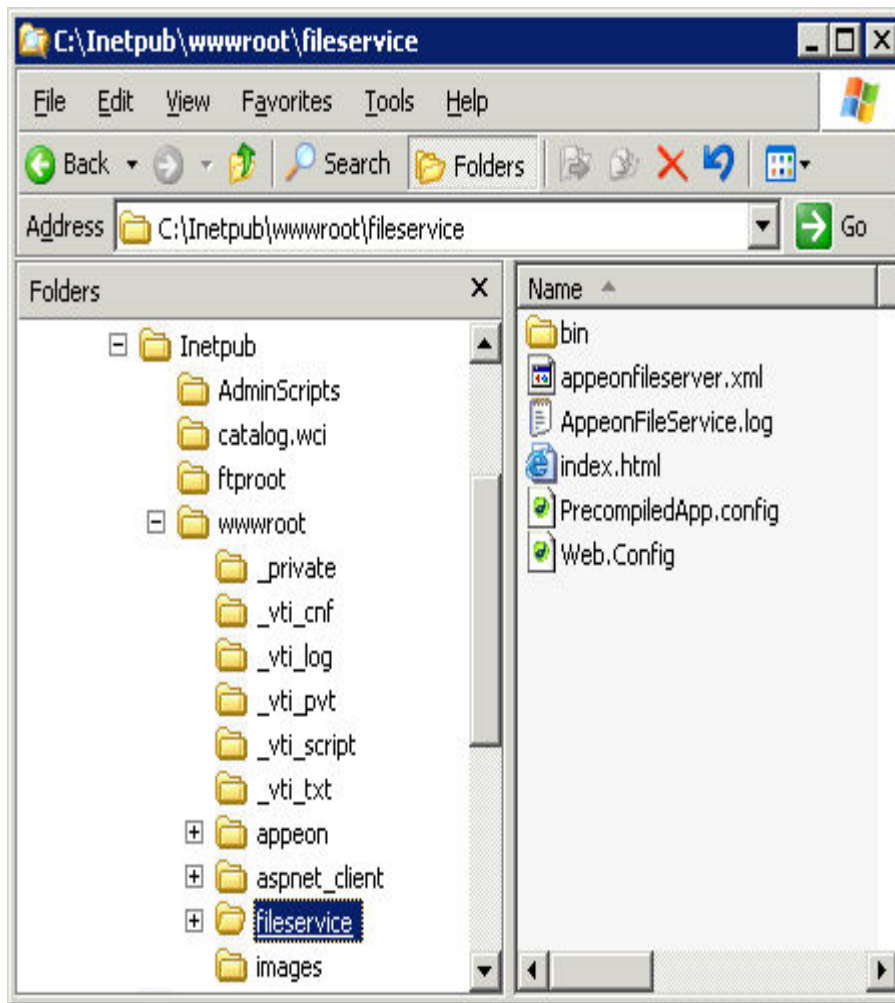 C:\Inetpub\wwwroot\fileservice
File Edit View Favorites Tools Help
Back Search Folders
Address C:\Inetpub\wwwroot\fileservice Go
Folders
Inetpub
AdminScripts
catalog.wci
ftproot
wwwroot
_private
_vti_cnf
_vti_log
_vti_pvt
_vti_script
_vti_txt
appeon
aspnet_client
fileservice
images
Name
bin
appeonfileserver.xml
AppeonFileService.log
index.html
PrecompiledApp.config
Web.Config